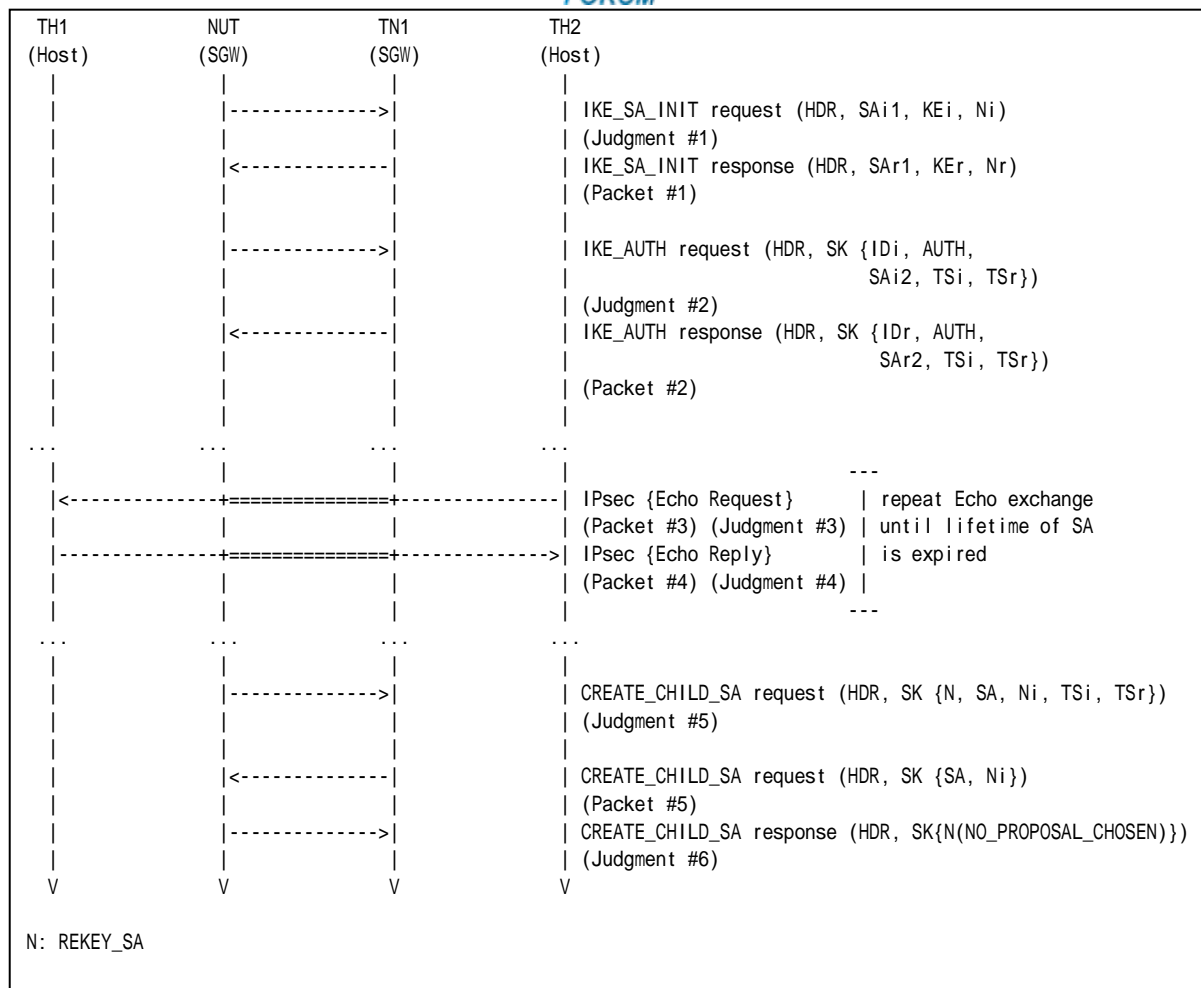 FORUM
TH1 NUT TN1 TH2
(Host) (SGW) (SGW) (Host)
IKE_SA_INIT request (HDR, SAi1, KEi, Ni)
(Judgment #1)
IKE_SA_INIT response (HDR, SAr1, KEr, Nr)
(Packet #1)
IKE_AUTH request (HDR, SK {IDi, AUTH,
SAi2, TSi, TSr})
(Judgment #2)
IKE_AUTH response (HDR, SK {IDr, AUTH,
SAr2, TSi, TSr})
(Packet #2)
... ... ... ...
IPsec {Echo Request} | repeat Echo exchange
(Packet #3) (Judgment #3) | until lifetime of SA
IPsec {Echo Reply} | is expired
(Packet #4) (Judgment #4) |
... ... ... ...
CREATE_CHILD_SA request (HDR, SK {N, SA, Ni, TSi, TSr})
(Judgment #5)
CREATE_CHILD_SA request (HDR, SK {SA, Ni})
(Packet #5)
CREATE_CHILD_SA response (HDR, SK{N(NO_PROPOSAL_CHOSEN)})
(Judgment #6)
V V V V
N: REKEY_SA